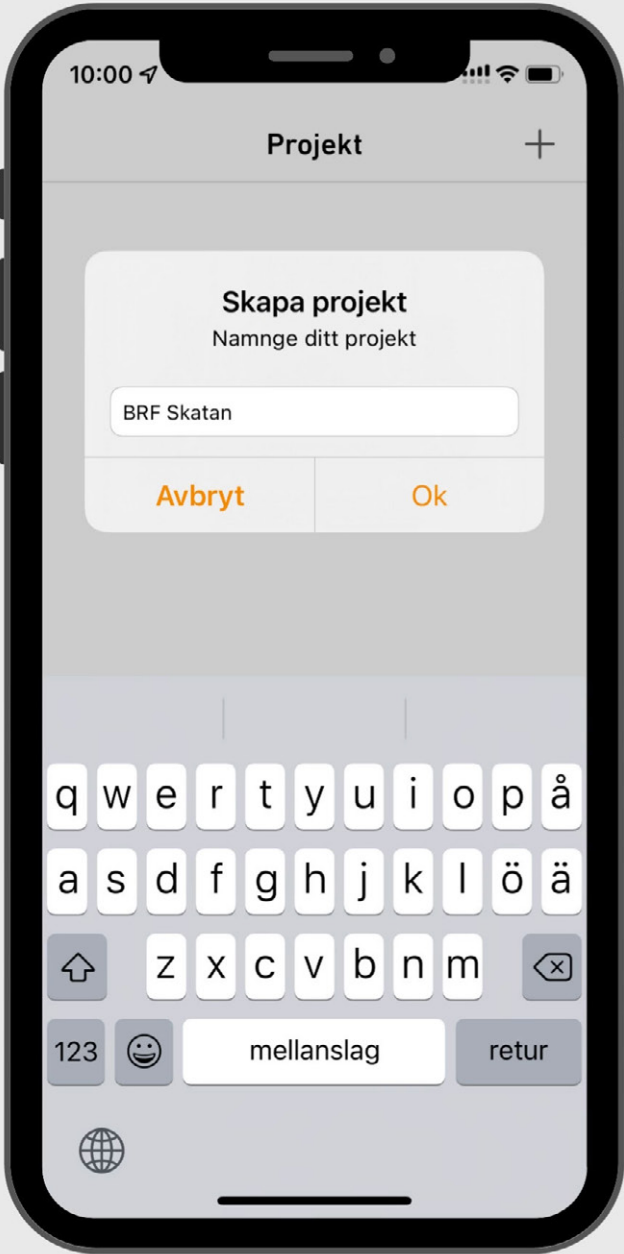 10:00
Projekt
Skapa projekt
Namnge ditt projekt
BRF Skatan
Avbryt Ok
q w e r t y u i o p å
a s d f g h j k l ö ä
z x c v b n m
123 mellanslag retur